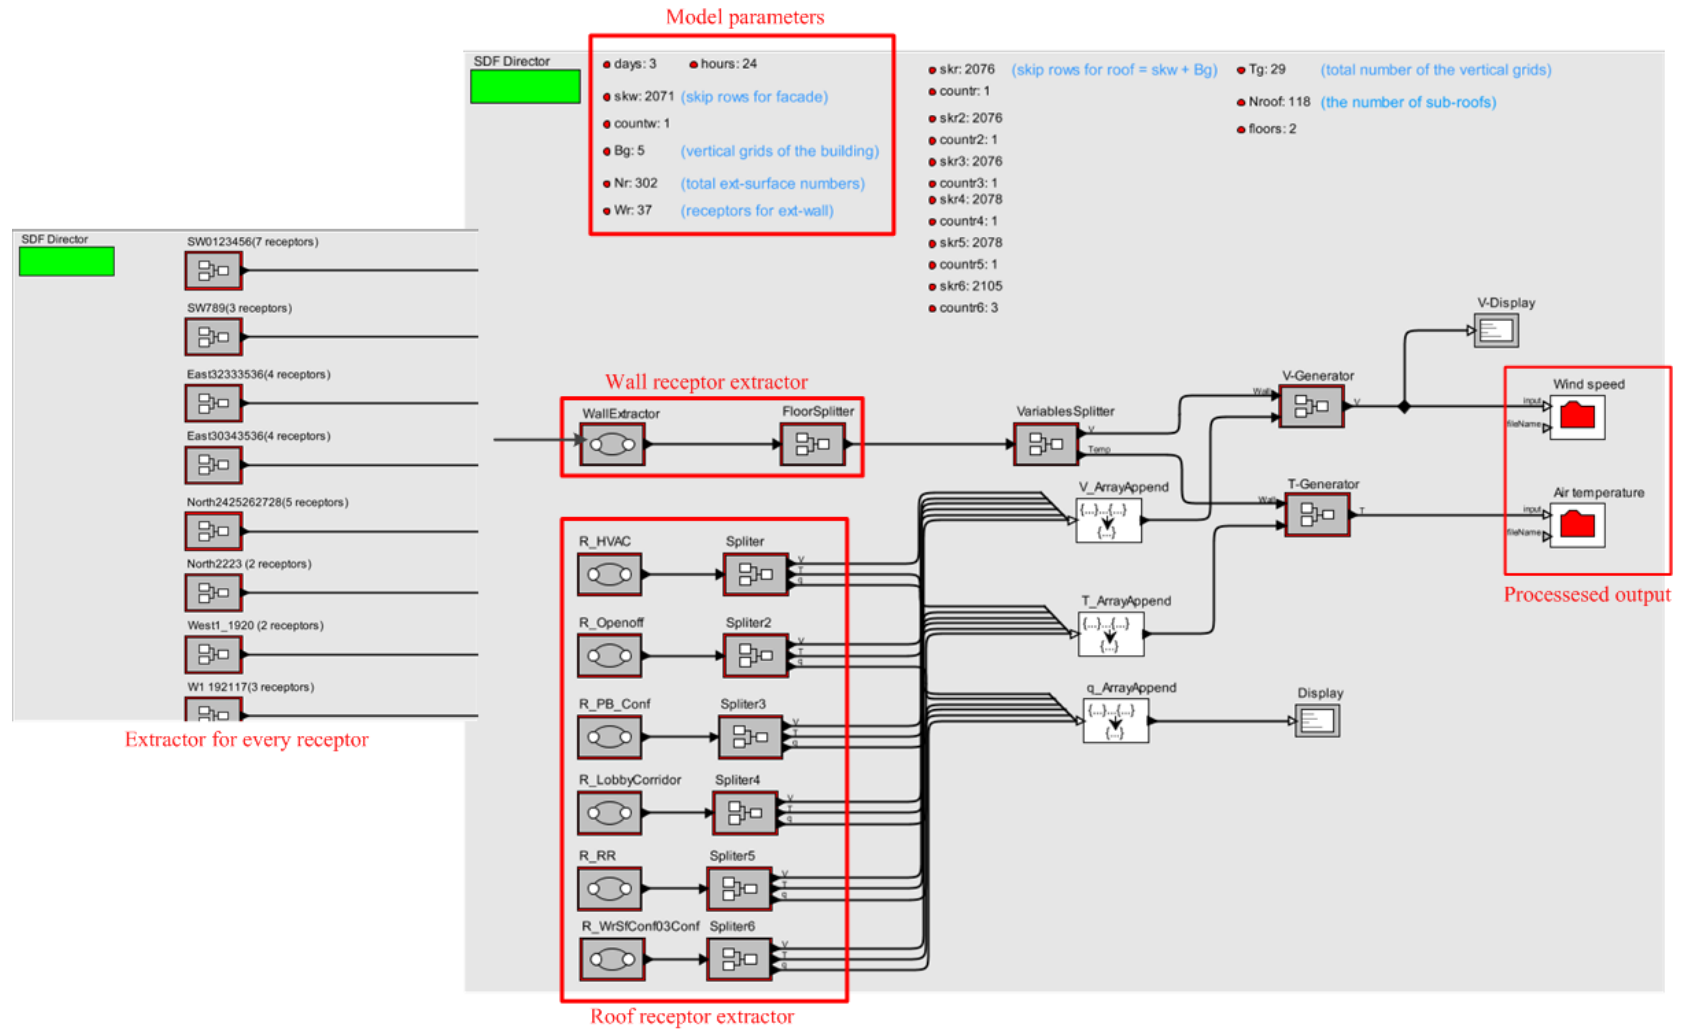 Model parameters
SDF Director
days: 3
hours: 24
skw: 2071 (skip rows for facade)
countw: 1
Bg: 5 (vertical grids of the building)
Nr: 302 (total ext-surface numbers)
Wr: 37 (receptors for ext-wall)
skr: 2076 (skip rows for roof = skw + Bg)
countr: 1
skr2: 2076
countr2: 1
skr3: 2076
countr3: 1
skr4: 2078
countr4: 1
skr5: 2078
countr5: 1
skr6: 2105
countr6: 3
Tg: 29 (total number of the vertical grids)
Nroof: 118 (the number of sub-roofs)
floors: 2
SDF Director
SW0123456(7 receptors)
SW789(3 receptors)
East32333536(4 receptors)
East30343536(4 receptors)
North2425262728(5 receptors)
North2223 (2 receptors)
West1_1920 (2 receptors)
W1 192117(3 receptors)
Extractor for every receptor
Wall receptor extractor
WallExtractor
FloorSplitter
VariablesSplitter
V
Temp
V-Generator
Wall
V
V-Display
Wind speed
input
fileName
T-Generator
Wall
T
Air temperature
input
fileName
Processesed output
V_ArrayAppend
{...}...{...}
{...}
T_ArrayAppend
{...}...{...}
{...}
q_ArrayAppend
{...}...{...}
{...}
Display
R_HVAC
Spliter
V
T
q
R_Openoff
Spliter2
V
T
q
R_PB_Conf
Spliter3
V
T
q
R_LobbyCorridor
Spliter4
V
T
q
R_RR
Spliter5
V
T
q
R_WrSfConf03Conf
Spliter6
V
T
q
Roof receptor extractor